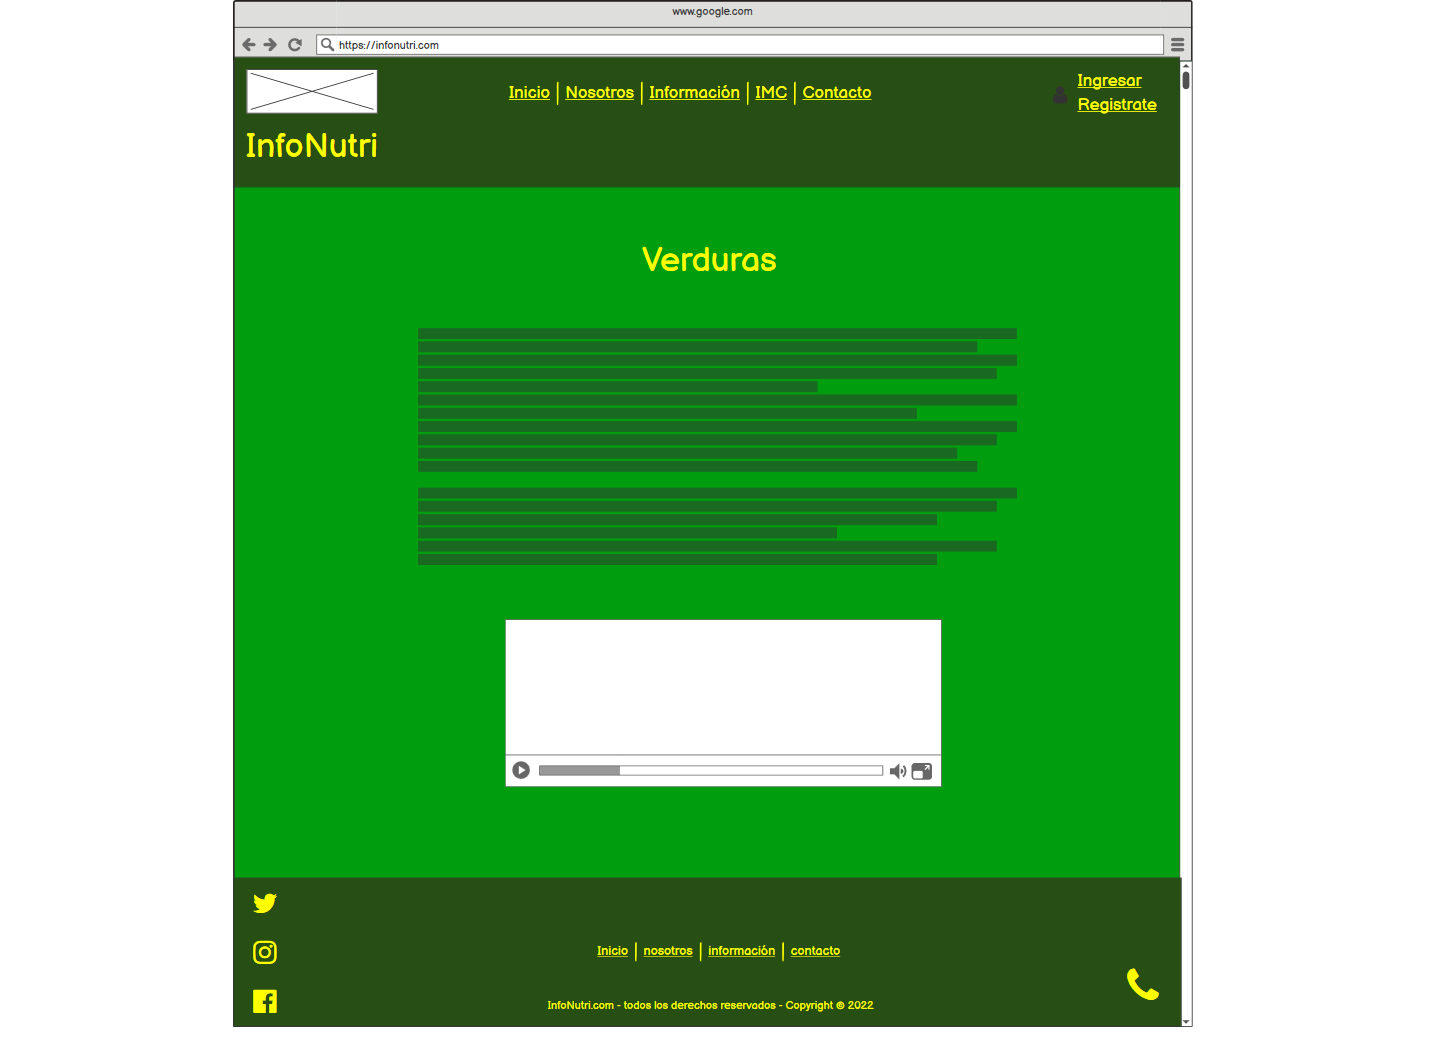 www.google.com
https://infonutri.com
Inicio | Nosotros | Información | IMC | Contacto
Ingresar
Registrate
InfoNutri
Verduras
Inicio | nosotros | información | contacto
InfoNutri.com - todos los derechos reservados - Copyright © 2022